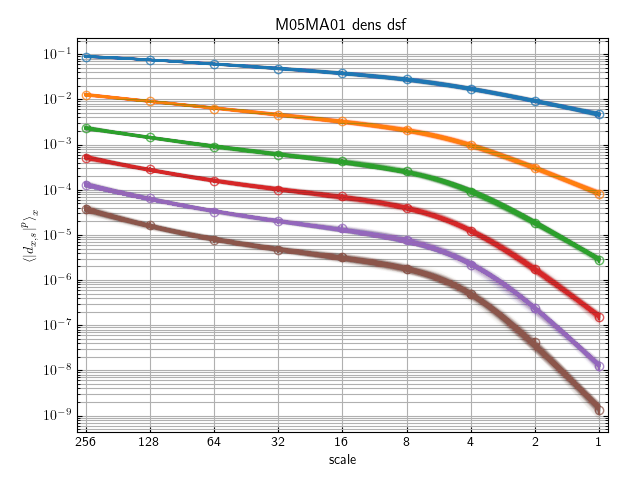 M05MA01 dens dsf
10⁻¹
10⁻²
10⁻³
10⁻⁴
10⁻⁵
10⁻⁶
10⁻⁷
10⁻⁸
10⁻⁹
⟨|d_{x,s}|^p⟩_x
256 128 64 32 16 8 4 2 1
scale